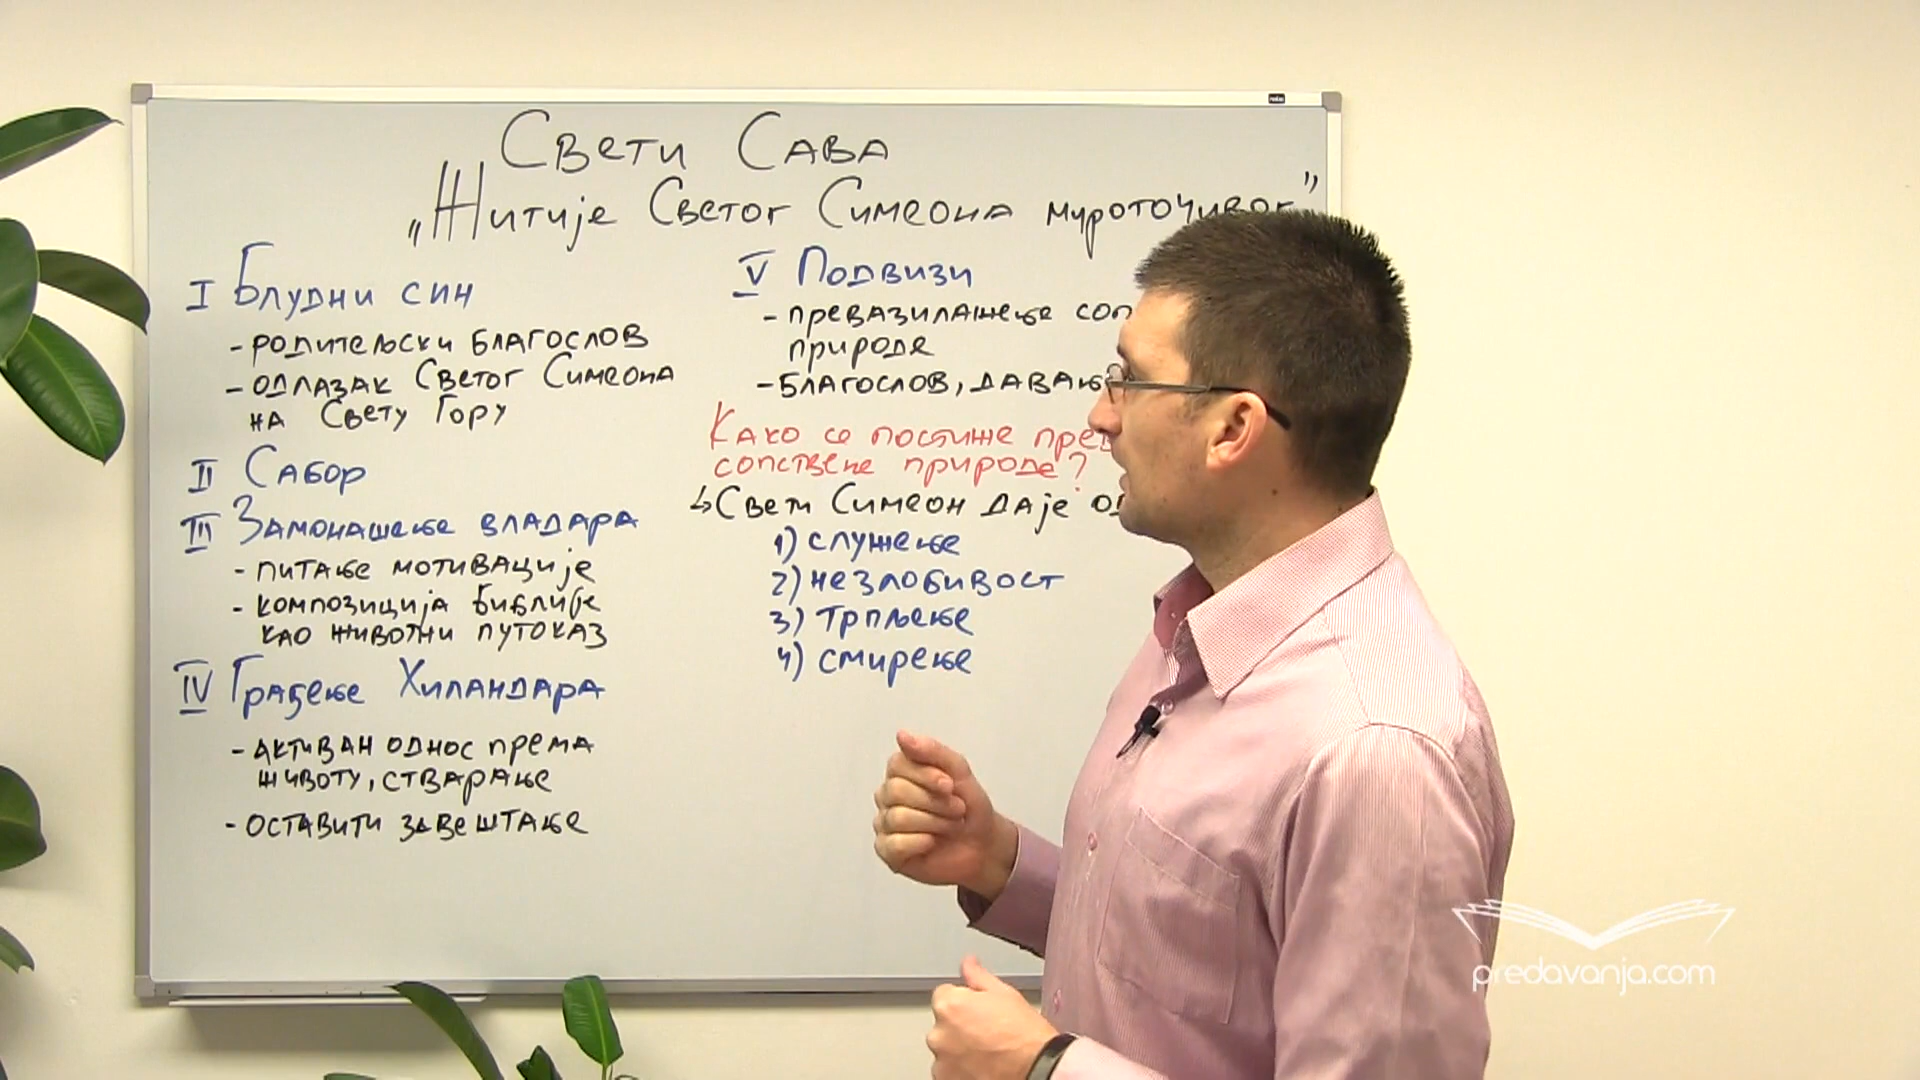 Свети Сава
„Житије Светог Симеона мироточивог”
I Блудни син
- родитељски благослов
- одлазак Светог Симеона
на Свету Гору
II Сабор
III Замонашење владара
- питање мотивације
- композиција Библије
као животни путоказ
IV Грађење Хиландара
- активан однос према
животу, стварање
- оставити завештање
V Подвизи
- превазилажење
природе
- благослов, давање
Како се постиже
сопствене природе?
↳ Свети Симеон даје
1) служење
2) незлобивост
3) трпљење
4) смирење
predavanja.com